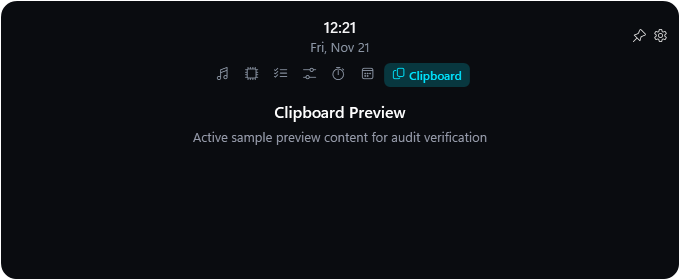 12:21
Fri, Nov 21
Clipboard
Clipboard Preview
Active sample preview content for audit verification